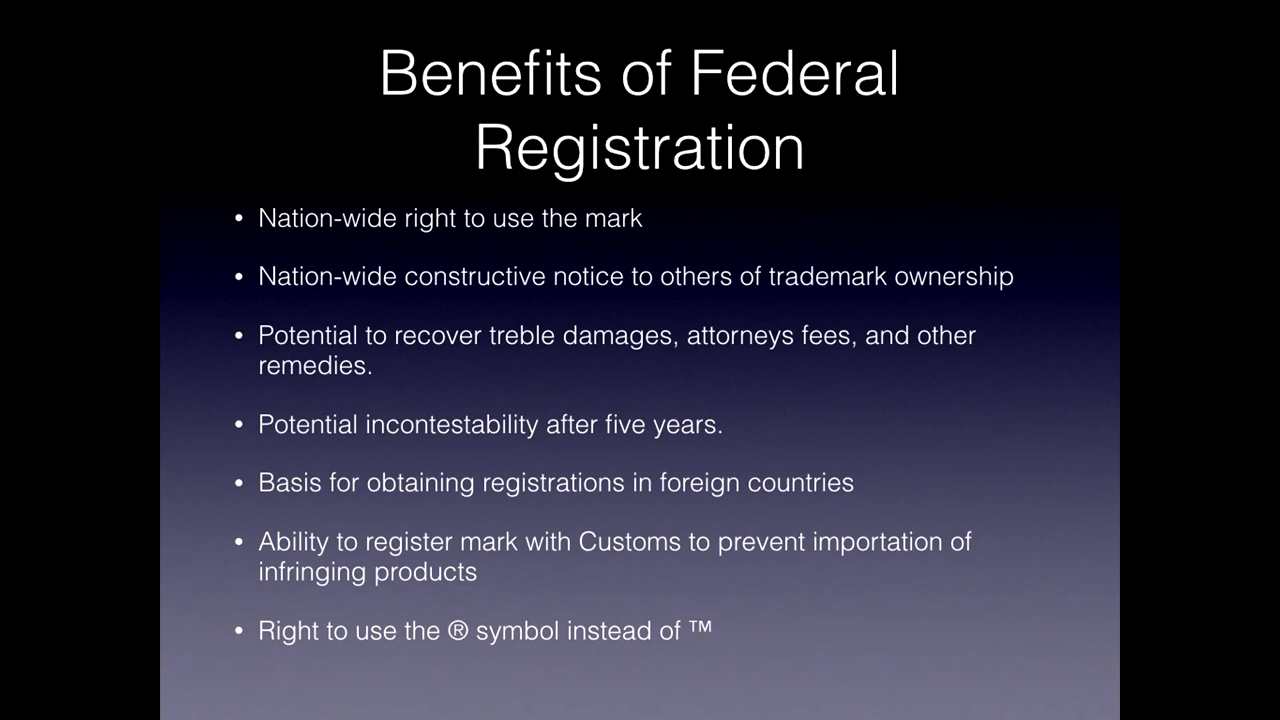 Benefits of Federal
Registration
• Nation-wide right to use the mark
• Nation-wide constructive notice to others of trademark ownership
• Potential to recover treble damages, attorneys fees, and other
remedies.
• Potential incontestability after five years.
• Basis for obtaining registrations in foreign countries
• Ability to register mark with Customs to prevent importation of
infringing products
• Right to use the ® symbol instead of ™